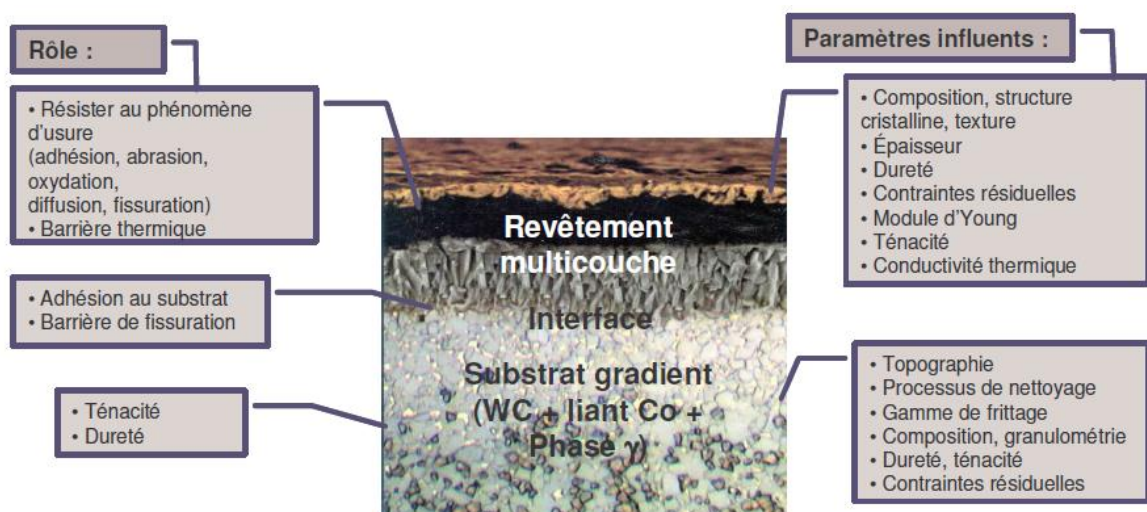 Rôle :
• Résister au phénomène
d'usure
(adhésion, abrasion,
oxydation,
diffusion, fissuration)
• Barrière thermique
• Adhésion au substrat
• Barrière de fissuration
• Ténacité
• Dureté
Revêtement
multicouche
Interface
Substrat gradient
(WC + liant Co +
Phase γ)
Paramètres influents :
• Composition, structure
cristalline, texture
• Épaisseur
• Dureté
• Contraintes résiduelles
• Module d'Young
• Ténacité
• Conductivité thermique
• Topographie
• Processus de nettoyage
• Gamme de frittage
• Composition, granulométrie
• Dureté, ténacité
• Contraintes résiduelles